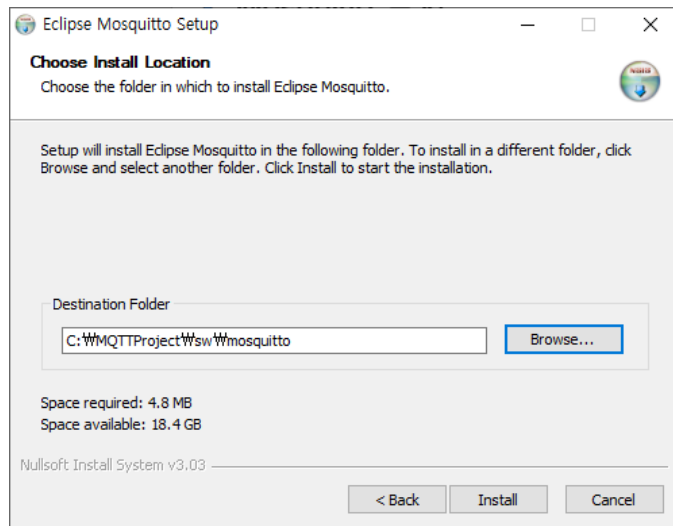 Eclipse Mosquitto Setup
Choose Install Location
Choose the folder in which to install Eclipse Mosquitto.
Setup will install Eclipse Mosquitto in the following folder. To install in a different folder, click
Browse and select another folder. Click Install to start the installation.
Destination Folder
C:₩MQTTProject₩sw₩mosquitto
Browse...
Space required: 4.8 MB
Space available: 18.4 GB
Nullsoft Install System v3.03
< Back
Install
Cancel